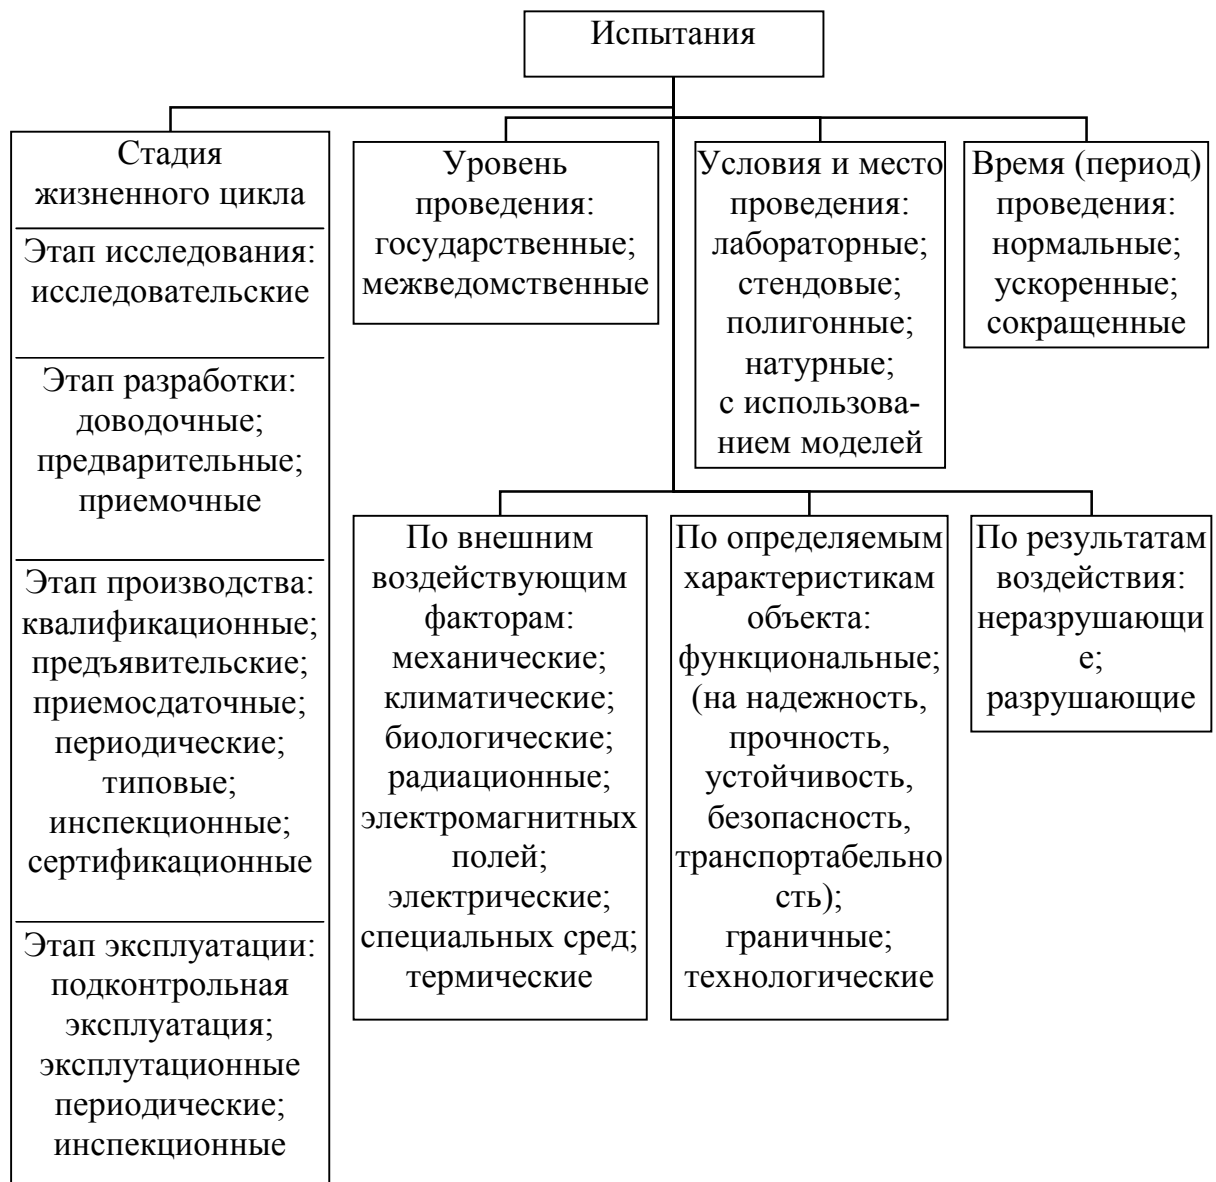 Испытания
Стадия
жизненного цикла
Этап исследования:
исследовательские
Этап разработки:
доводочные;
предварительные;
приемочные
Этап производства:
квалификационные;
предъявительские;
приемосдаточные;
периодические;
типовые;
инспекционные;
сертификационные
Этап эксплуатации:
подконтрольная
эксплуатация;
эксплутационные
периодические;
инспекционные
Уровень
проведения:
государственные;
межведомственные
Условия и место
проведения:
лабораторные;
стендовые;
полигонные;
натурные;
с использова-
нием моделей
Время (период)
проведения:
нормальные;
ускоренные;
сокращенные
По внешним
воздействующим
факторам:
механические;
климатические;
биологические;
радиационные;
электромагнитных
полей;
электрические;
специальных сред;
термические
По определяемым
характеристикам
объекта:
функциональные;
(на надежность,
прочность,
устойчивость,
безопасность,
транспортабельно
сть);
граничные;
технологические
По результатам
воздействия:
неразрушающи
е;
разрушающие